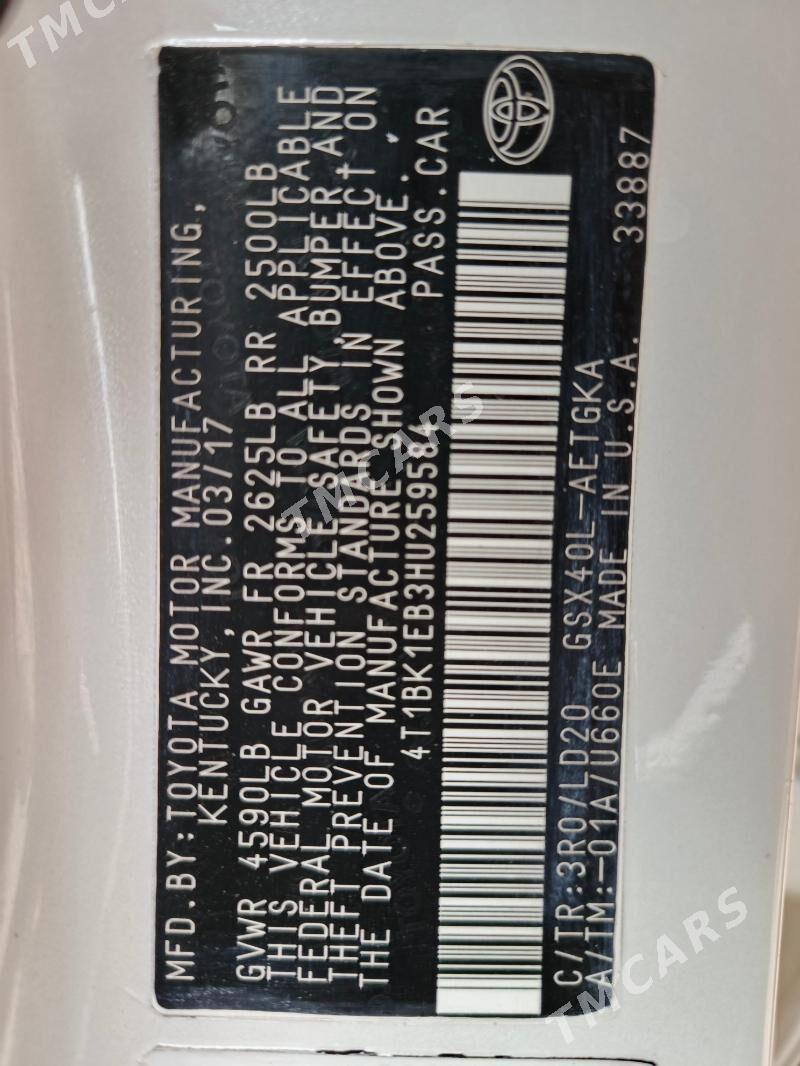 MFD.BY:TOYOTA MOTOR MANUFACTURING,
KENTUCKY,INC.03/17
GVWR 4590LB GAWR FR 2625LB RR 2500LB
THIS VEHICLE CONFORMS TO ALL APPLICABLE
FEDERAL MOTOR VEHICLE SAFETY,BUMPER AND
THEFT PREVENTION STANDARDS IN EFFECT ON
THE DATE OF MANUFACTURE SHOWN ABOVE.
4T1BK1EB3HU259584 PASS.CAR
C/TR:3R0/LD20 GSX40L-AETGKA
A/TM:-01A/U660E MADE IN U.S.A. 33887
TMCARS
TMCARS
TMCARS
TMCARS